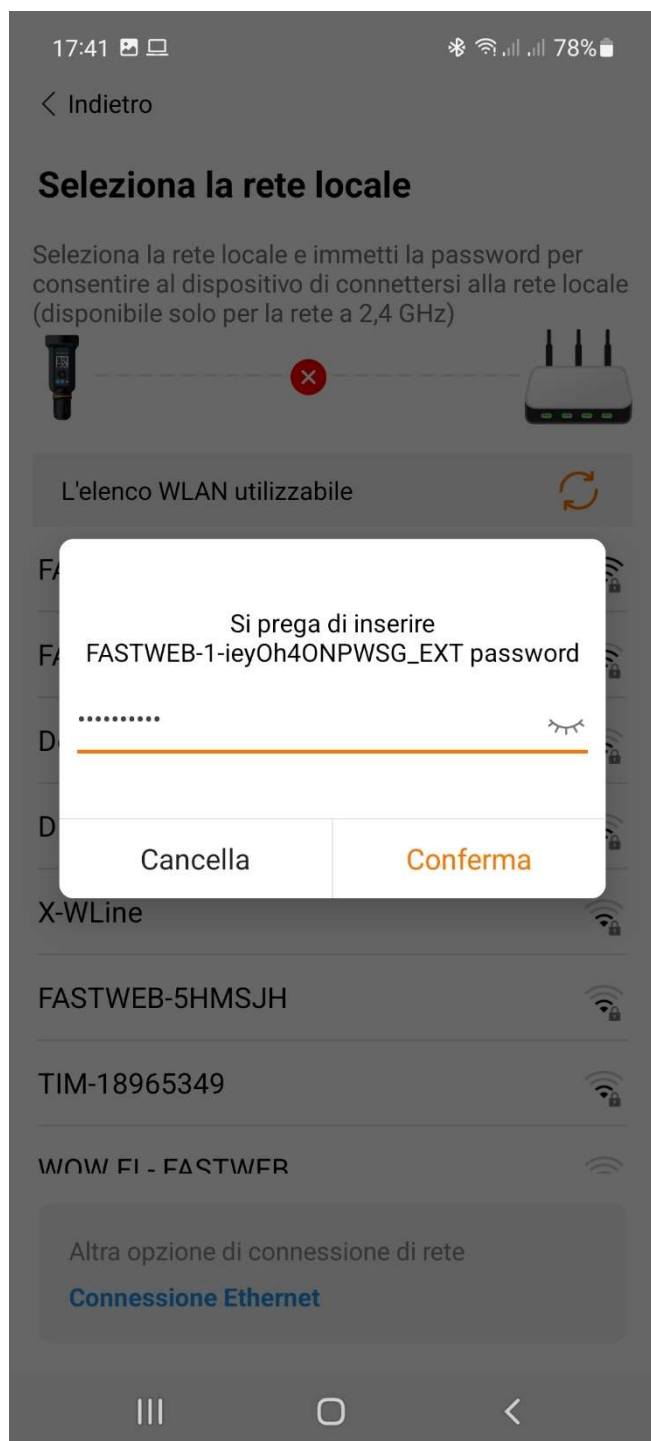 17:41
78%
Indietro
Seleziona la rete locale
Seleziona la rete locale e immetti la password per
consentire al dispositivo di connettersi alla rete locale
(disponibile solo per la rete a 2,4 GHz)
L'elenco WLAN utilizzabile
Si prega di inserire
FASTWEB-1-ieyOh4ONPWSG_EXT password
••••••••••
Cancella
Conferma
X-WLine
FASTWEB-5HMSJH
TIM-18965349
Altra opzione di connessione di rete
Connessione Ethernet